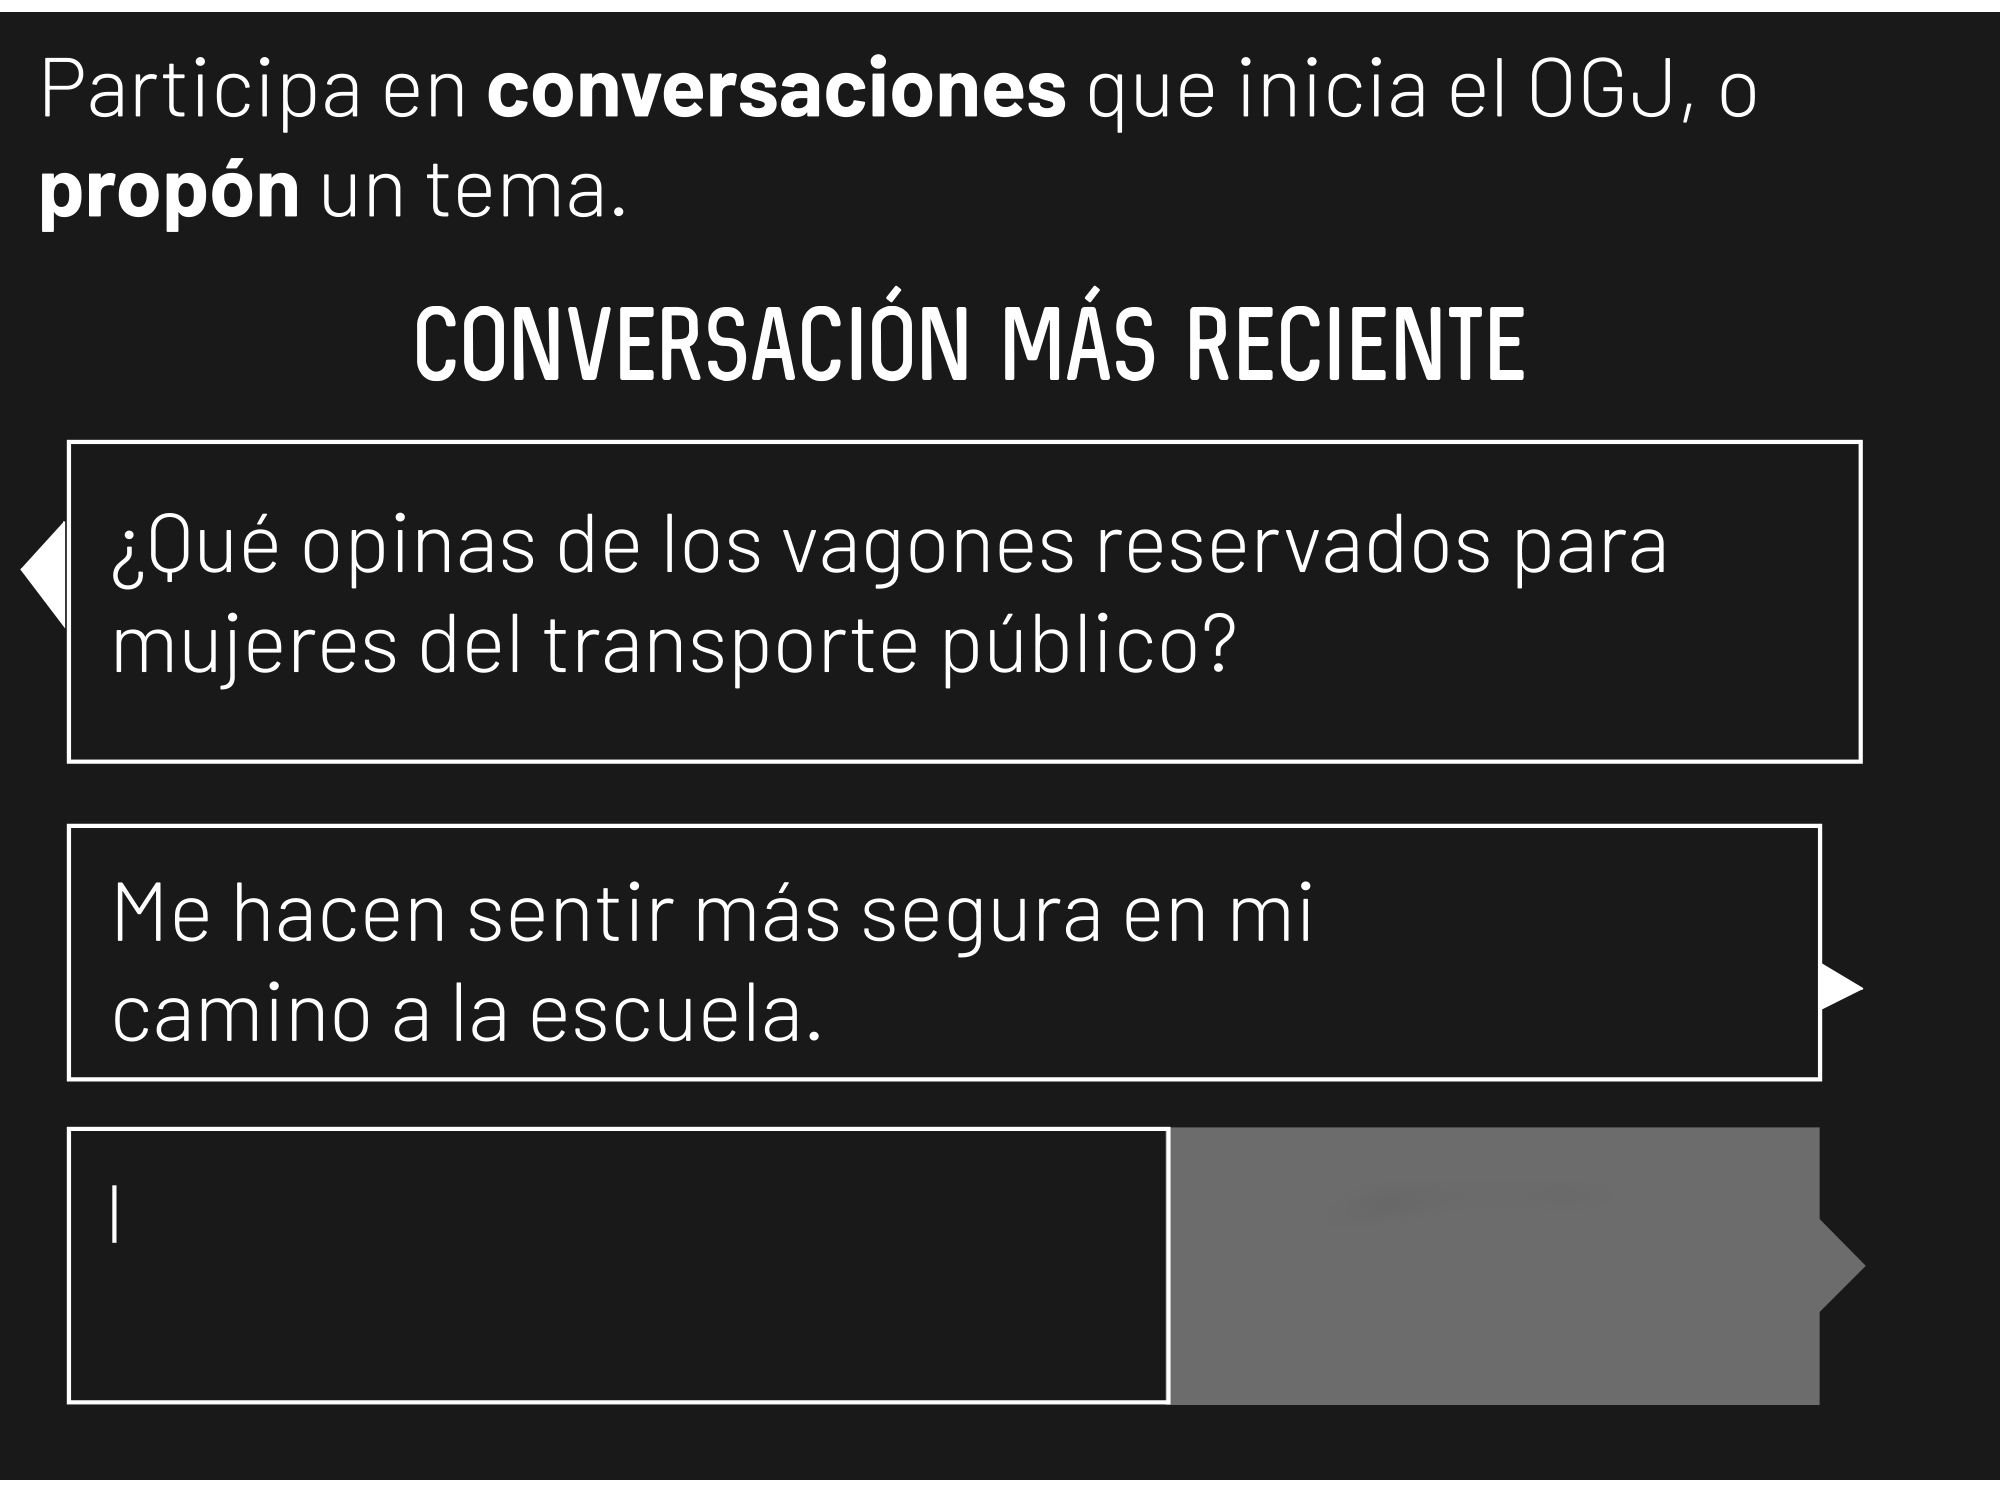 Participa en conversaciones que inicia el OGJ, o
propón un tema.
CONVERSACIÓN MÁS RECIENTE
¿Qué opinas de los vagones reservados para
mujeres del transporte público?
Me hacen sentir más segura en mi
camino a la escuela.